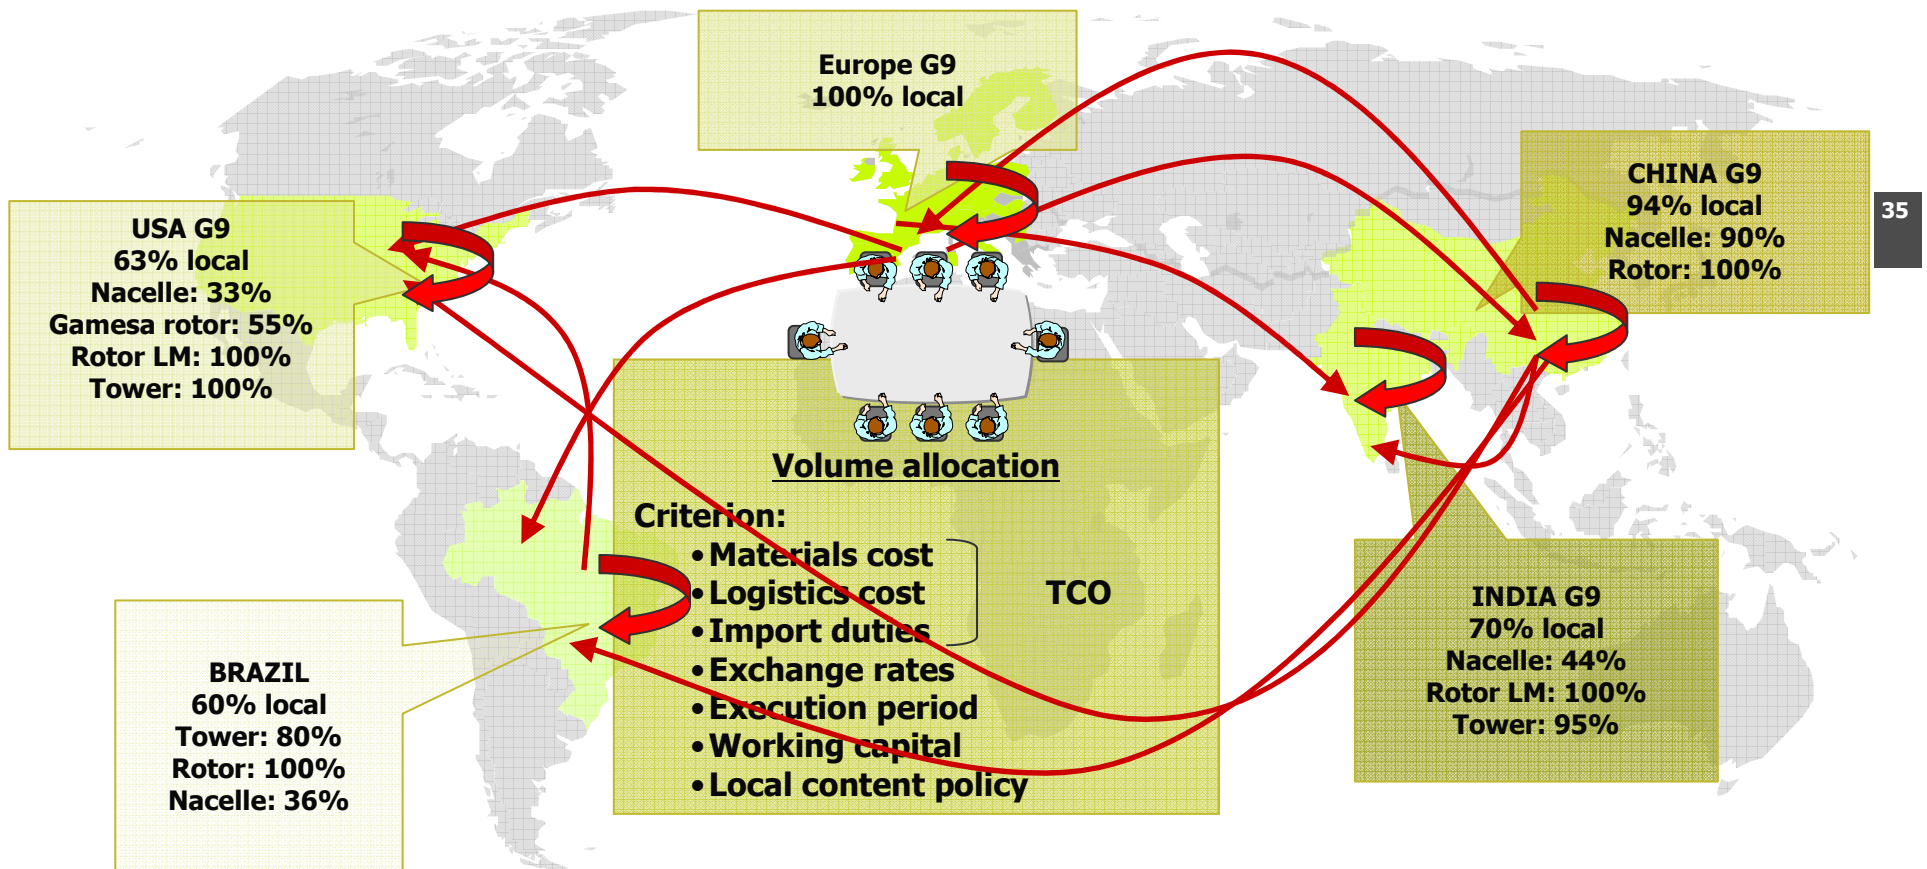 Europe G9
100% local
USA G9
63% local
Nacelle: 33%
Gamesa rotor: 55%
Rotor LM: 100%
Tower: 100%
CHINA G9
94% local
Nacelle: 90%
Rotor: 100%
35
Volume allocation
Criterion:
•Materials cost
•Logistics cost
•Import duties
TCO
•Exchange rates
•Execution period
•Working capital
•Local content policy
BRAZIL
60% local
Tower: 80%
Rotor: 100%
Nacelle: 36%
INDIA G9
70% local
Nacelle: 44%
Rotor LM: 100%
Tower: 95%